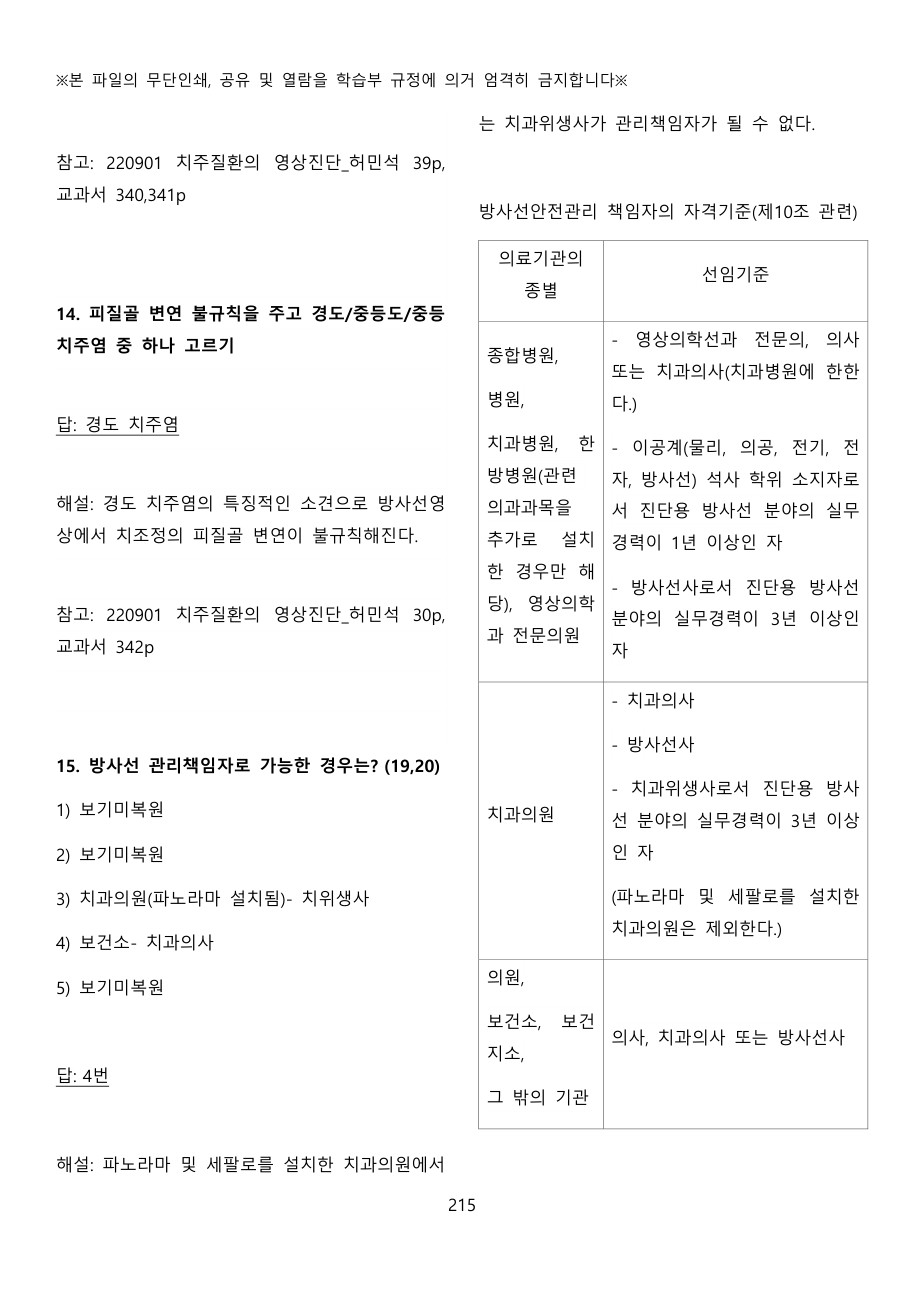 ※본 파일의 무단인쇄, 공유 및 열람을 학습부 규정에 의거 엄격히 금지합니다※
참고: 220901 치주질환의 영상진단_허민석 39p,
교과서 340,341p
14. 피질골 변연 불규칙을 주고 경도/중등도/중등
치주염 중 하나 고르기
답: 경도 치주염
해설: 경도 치주염의 특징적인 소견으로 방사선영
상에서 치조정의 피질골 변연이 불규칙해진다.
참고: 220901 치주질환의 영상진단_허민석 30p,
교과서 342p
15. 방사선 관리책임자로 가능한 경우는? (19,20)
1) 보기미복원
2) 보기미복원
3) 치과의원(파노라마 설치됨)- 치위생사
4) 보건소- 치과의사
5) 보기미복원
답: 4번
해설: 파노라마 및 세팔로를 설치한 치과의원에서
는 치과위생사가 관리책임자가 될 수 없다.
방사선안전관리 책임자의 자격기준(제10조 관련)
의료기관의
종별
선임기준
종합병원,
병원,
치과병원, 한
방병원(관련
의과과목을
추가로 설치
한 경우만 해
당), 영상의학
과 전문의원
- 영상의학선과 전문의, 의사
또는 치과의사(치과병원에 한한
다.)
- 이공계(물리, 의공, 전기, 전
자, 방사선) 석사 학위 소지자로
서 진단용 방사선 분야의 실무
경력이 1년 이상인 자
- 방사선사로서 진단용 방사선
분야의 실무경력이 3년 이상인
자
치과의원
- 치과의사
- 방사선사
- 치과위생사로서 진단용 방사
선 분야의 실무경력이 3년 이상
인 자
(파노라마 및 세팔로를 설치한
치과의원은 제외한다.)
의원,
보건소, 보건
지소,
그 밖의 기관
의사, 치과의사 또는 방사선사
215